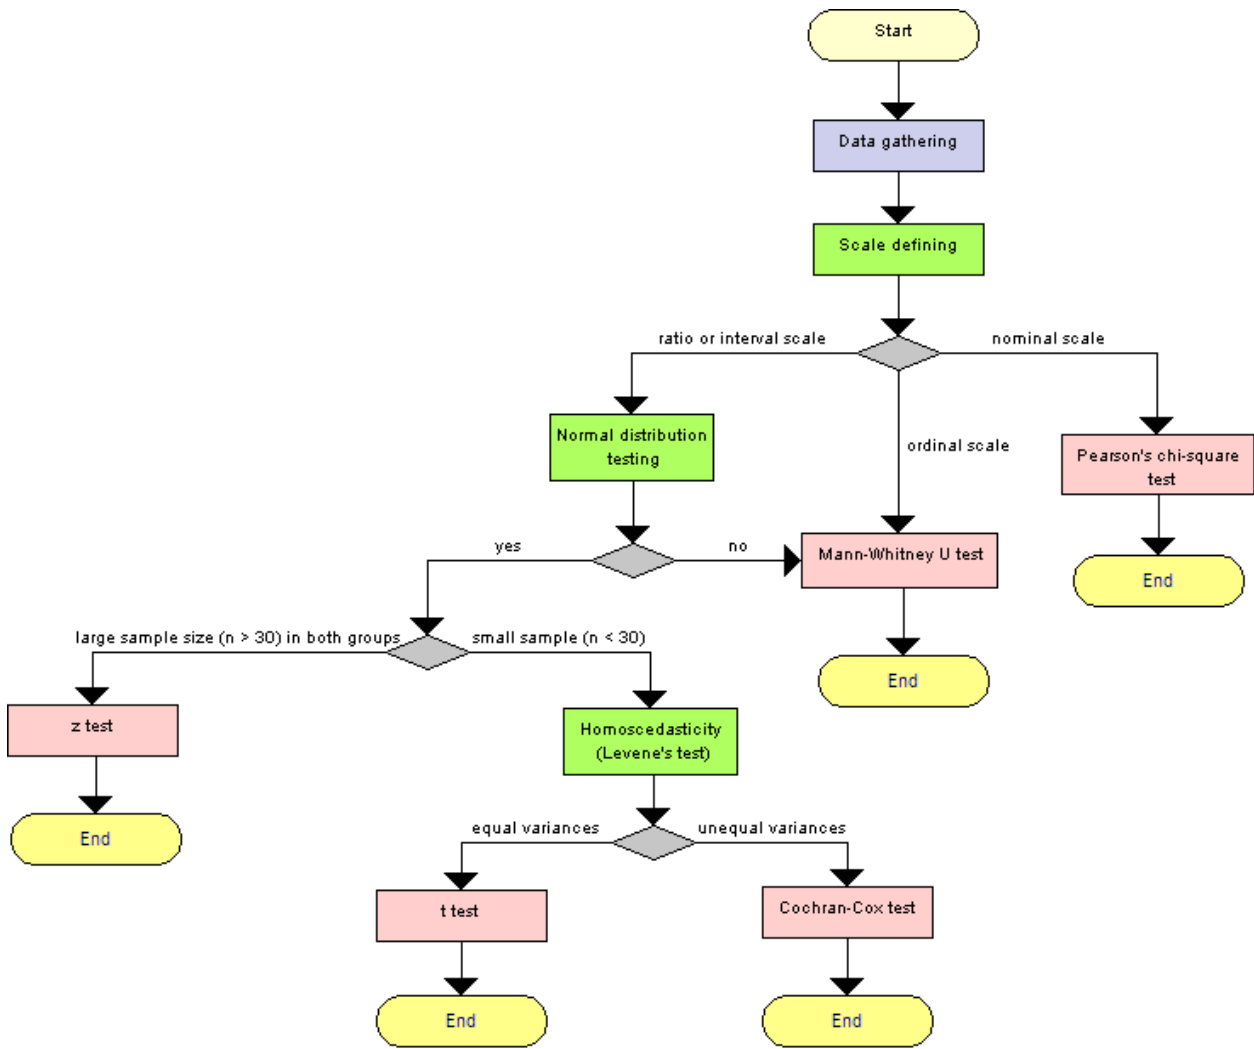 Start
Data gathering
Scale defining
ratio or interval scale
nominal scale
Normal distribution
testing
ordinal scale
Pearson's chi-square
test
yes
no
Mann-Whitney U test
End
large sample size (n > 30) in both groups
small sample (n < 30)
End
z test
Homoscedasticity
(Levene's test)
End
equal variances
unequal variances
t test
Cochran-Cox test
End
End